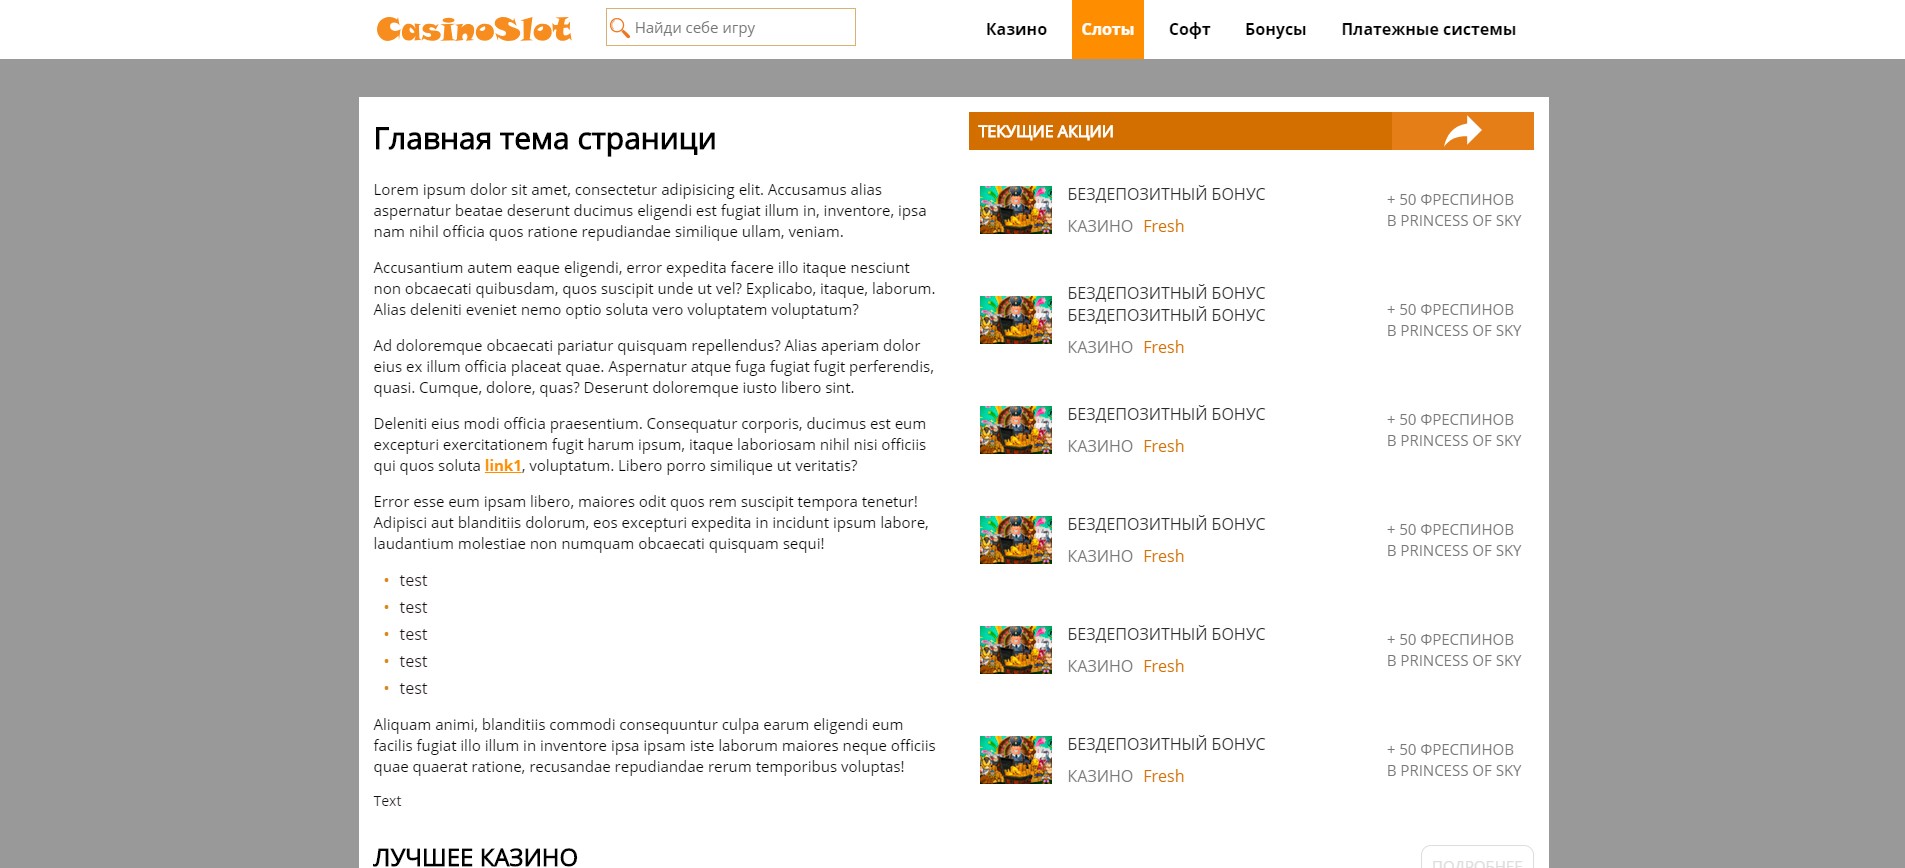 CasinoSlot
Найди себе игру
Казино
Слоты
Софт
Бонусы
Платежные системы
Главная тема страници
Lorem ipsum dolor sit amet, consectetur adipisicing elit. Accusamus alias
aspernatur beatae deserunt ducimus eligendi est fugiat illum in, inventore, ipsa
nam nihil officia quos ratione repudiandae similique ullam, veniam.
Accusantium autem eaque eligendi, error expedita facere illo itaque nesciunt
non obcaecati quibusdam, quos suscipit unde ut vel? Explicabo, itaque, laborum.
Alias deleniti eveniet nemo optio soluta vero voluptatem voluptatum?
Ad doloremque obcaecati pariatur quisquam repellendus? Alias aperiam dolor
eius ex illum officia placeat quae. Aspernatur atque fuga fugiat fugit perferendis,
quasi. Cumque, dolore, quas? Deserunt doloremque iusto libero sint.
Deleniti eius modi officia praesentium. Consequatur corporis, ducimus est eum
excepturi exercitationem fugit harum ipsum, itaque laboriosam nihil nisi officiis
qui quos soluta link1, voluptatum. Libero porro similique ut veritatis?
Error esse eum ipsam libero, maiores odit quos rem suscipit tempora tenetur!
Adipisci aut blanditiis dolorum, eos excepturi expedita in incidunt ipsum labore,
laudantium molestiae non numquam obcaecati quisquam sequi!
• test
• test
• test
• test
• test
Aliquam animi, blanditiis commodi consequuntur culpa earum eligendi eum
facilis fugiat illo illum in inventore ipsa ipsam iste laborum maiores neque officiis
quae quaerat ratione, recusandae repudiandae rerum temporibus voluptas!
Text
ТЕКУЩИЕ АКЦИИ
БЕЗДЕПОЗИТНЫЙ БОНУС
КАЗИНО Fresh
+ 50 ФРЕСПИНОВ
В PRINCESS OF SKY
БЕЗДЕПОЗИТНЫЙ БОНУС
БЕЗДЕПОЗИТНЫЙ БОНУС
КАЗИНО Fresh
+ 50 ФРЕСПИНОВ
В PRINCESS OF SKY
БЕЗДЕПОЗИТНЫЙ БОНУС
КАЗИНО Fresh
+ 50 ФРЕСПИНОВ
В PRINCESS OF SKY
БЕЗДЕПОЗИТНЫЙ БОНУС
КАЗИНО Fresh
+ 50 ФРЕСПИНОВ
В PRINCESS OF SKY
БЕЗДЕПОЗИТНЫЙ БОНУС
КАЗИНО Fresh
+ 50 ФРЕСПИНОВ
В PRINCESS OF SKY
БЕЗДЕПОЗИТНЫЙ БОНУС
КАЗИНО Fresh
+ 50 ФРЕСПИНОВ
В PRINCESS OF SKY
ЛУЧШЕЕ КАЗИНО
ПОДРОБНЕЕ